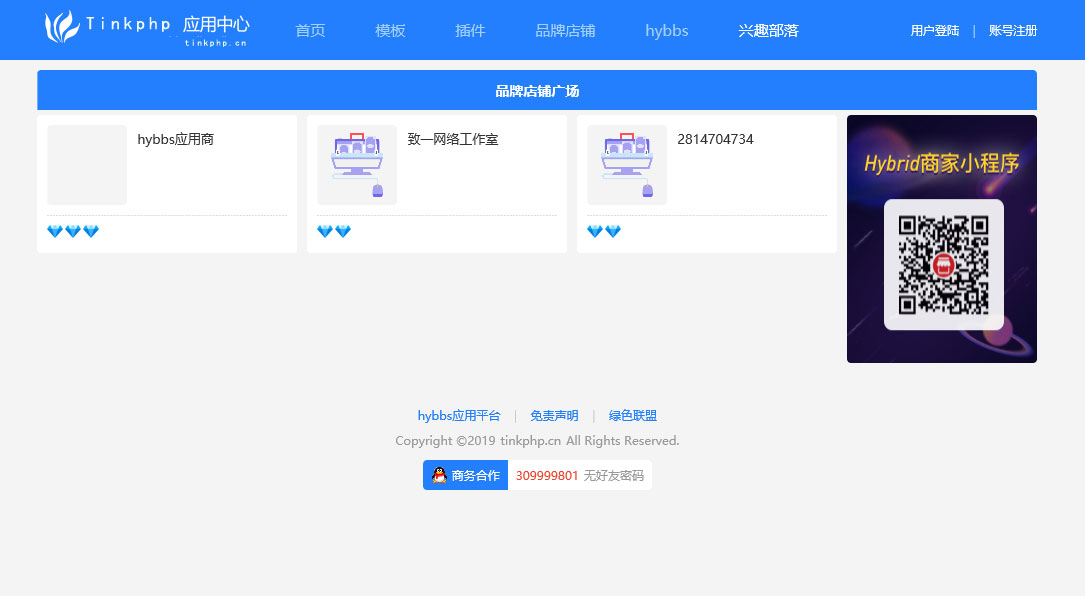 Tinkphp 应用中心
tinkphp.cn
首页 模板 插件 品牌店铺 hybbs 兴趣部落 用户登陆 | 账号注册
品牌店铺广场
hybbs应用商 致一网络工作室 2814704734
Hybrid商家小程序
hybbs应用平台 | 免责声明 | 绿色联盟
Copyright ©2019 tinkphp.cn All Rights Reserved.
商务合作 309999801 无好友密码